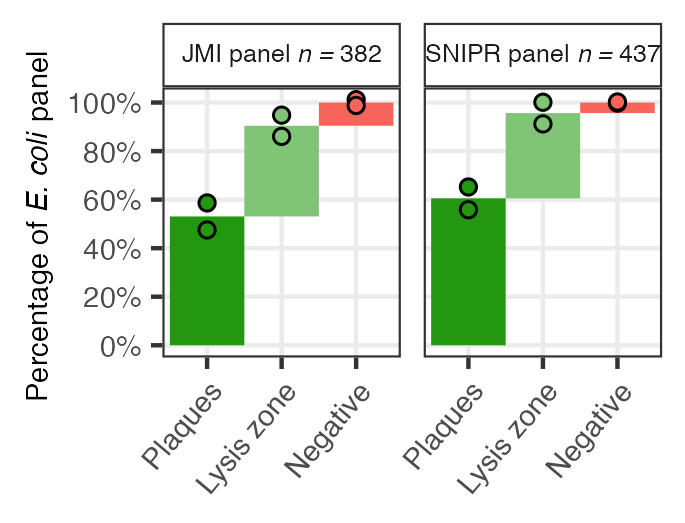 JMI panel n = 382
SNIPR panel n = 437
Percentage of E. coli panel
100%
80%
60%
40%
20%
0%
Plaques
Lysis zone
Negative
Plaques
Lysis zone
Negative